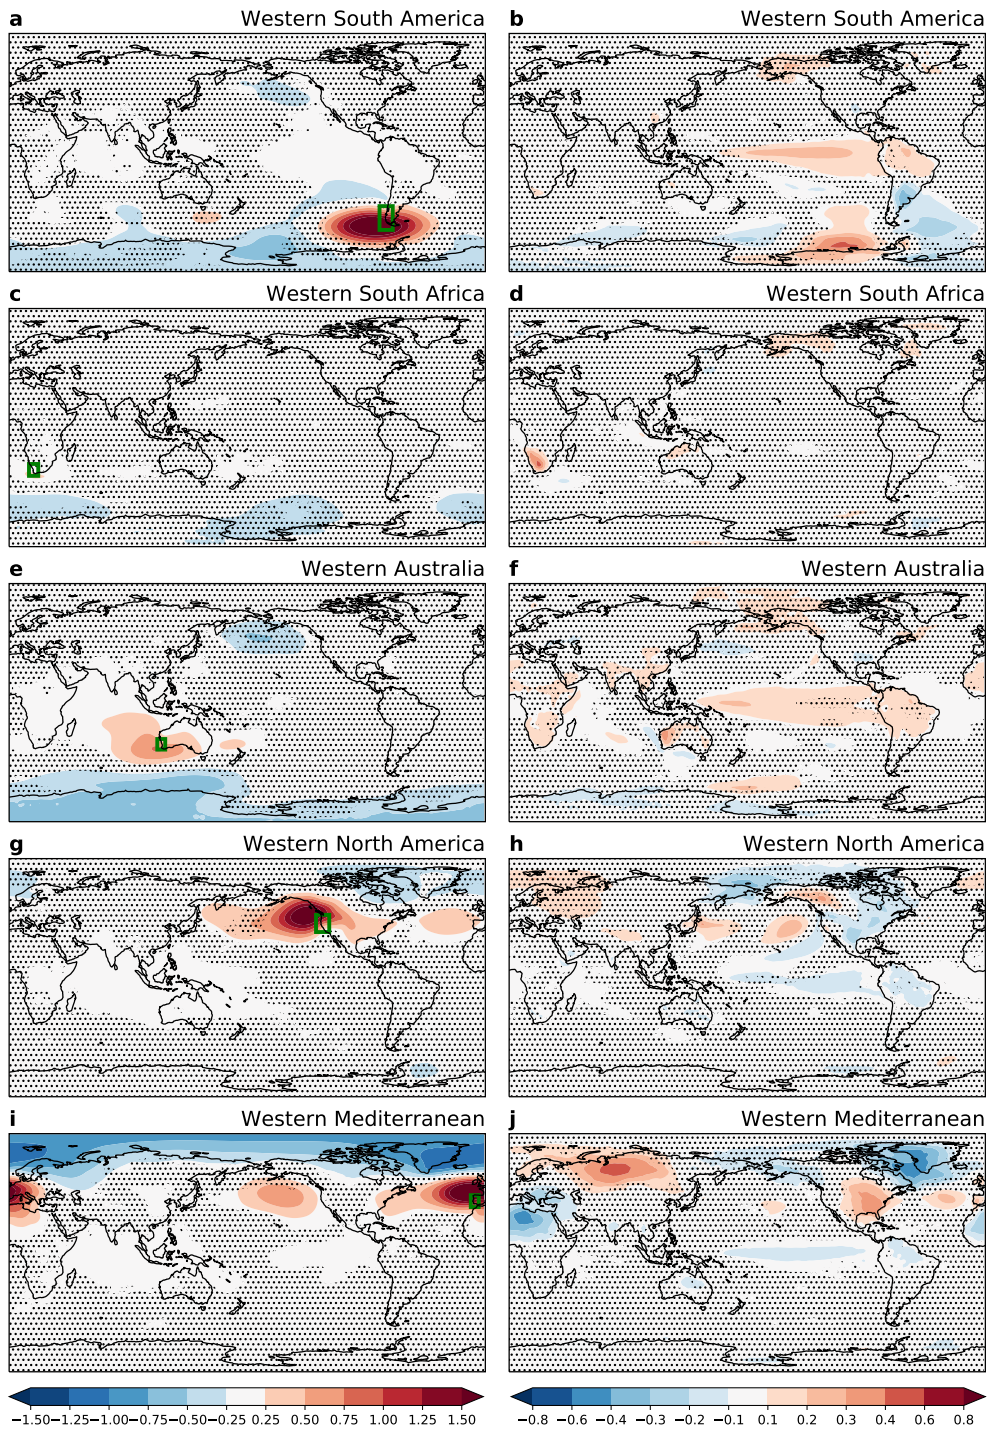 a Western South America
b Western South America
c Western South Africa
d Western South Africa
e Western Australia
f Western Australia
g Western North America
h Western North America
i Western Mediterranean
j Western Mediterranean
−1.50 −1.25 −1.00 −0.75 −0.50 −0.25 0.25 0.50 0.75 1.00 1.25 1.50
−0.8 −0.6 −0.4 −0.3 −0.2 −0.1 0.1 0.2 0.3 0.4 0.6 0.8